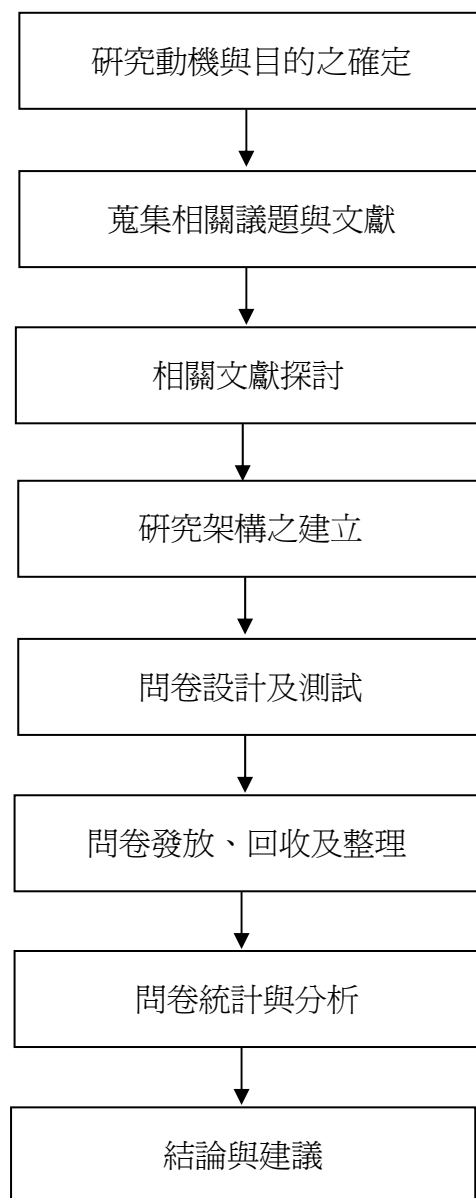 研究動機與目的之確定
蒐集相關議題與文獻
相關文獻探討
研究架構之建立
問卷設計及測試
問卷發放、回收及整理
問卷統計與分析
結論與建議